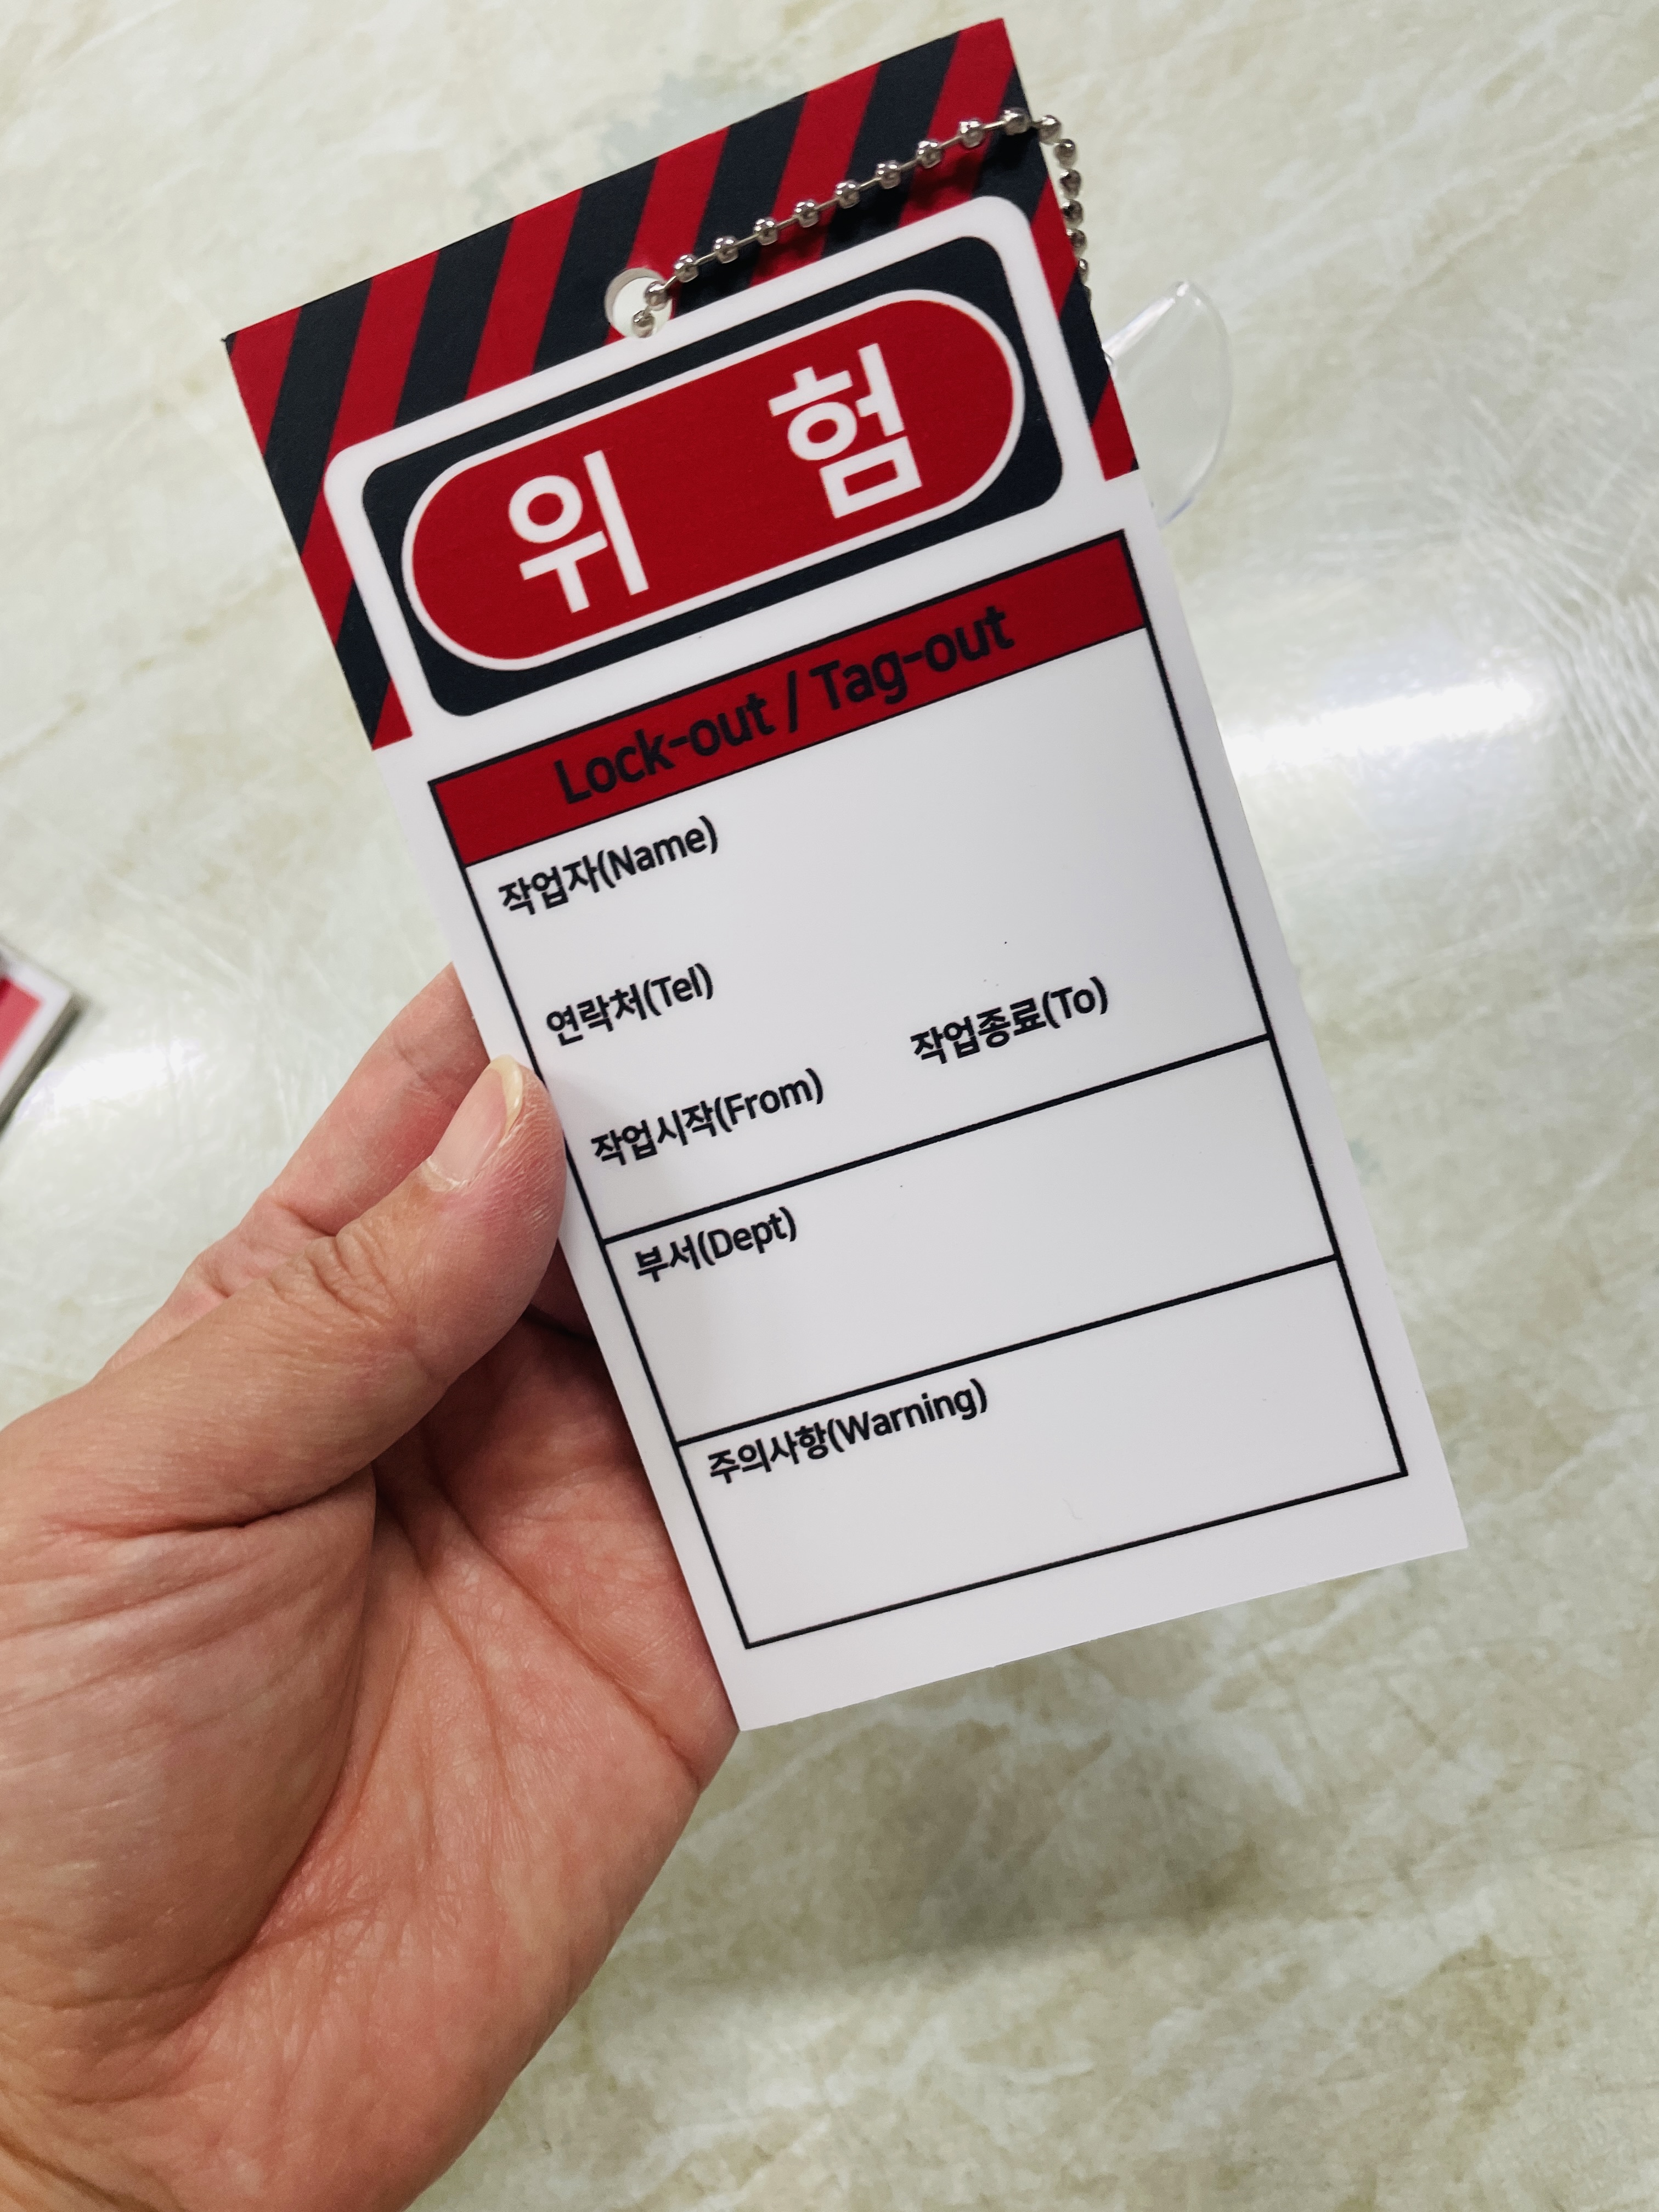 위 험
Lock-out / Tag-out
작업자(Name)
연락처(Tel)
작업시작(From) 작업종료(To)
부서(Dept)
주의사항(Warning)